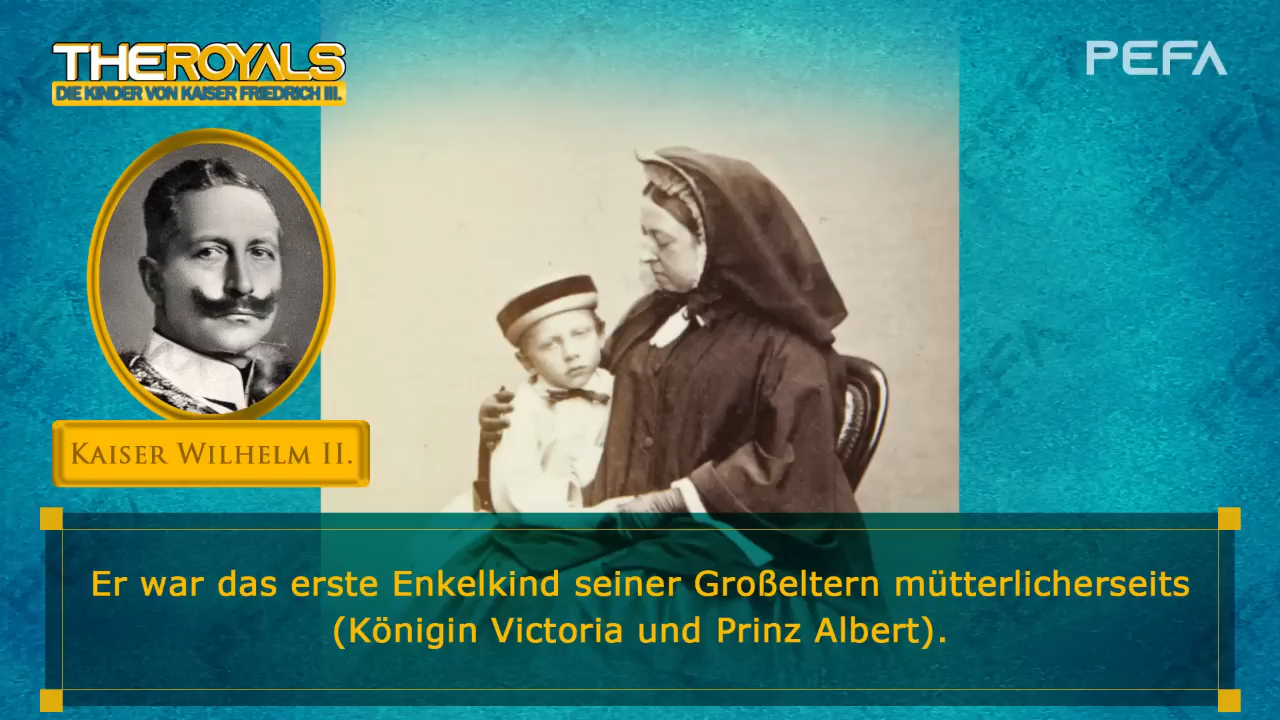 THEROYALS
DIE KINDER VON KAISER FRIEDRICH III.
PEFA
KAISER WILHELM II.
Er war das erste Enkelkind seiner Großeltern mütterlicherseits
(Königin Victoria und Prinz Albert).